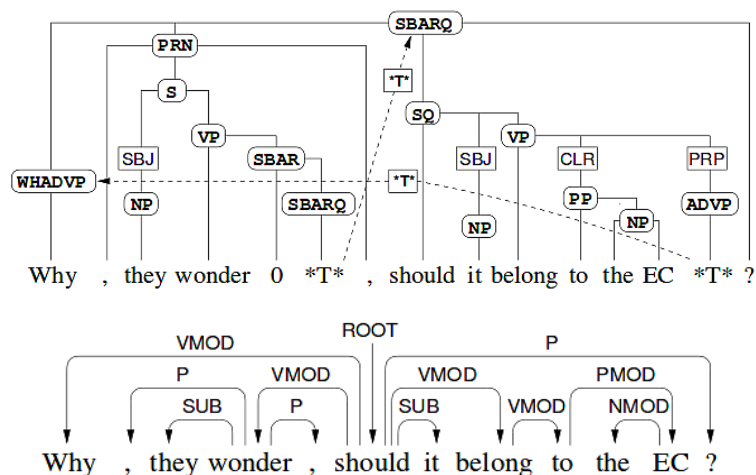 SBARQ
PRN
*T*
S
SQ
VP
VP
SBJ
SBAR
SBJ
CLR
PRP
WHADVP
*T*
NP
SBARQ
PP
ADVP
NP
NP
Why , they wonder 0 *T* , should it belong to the EC *T* ?
ROOT
VMOD
P
P
VMOD
VMOD
PMOD
SUB
P
SUB
VMOD
NMOD
Why , they wonder , should it belong to the EC ?